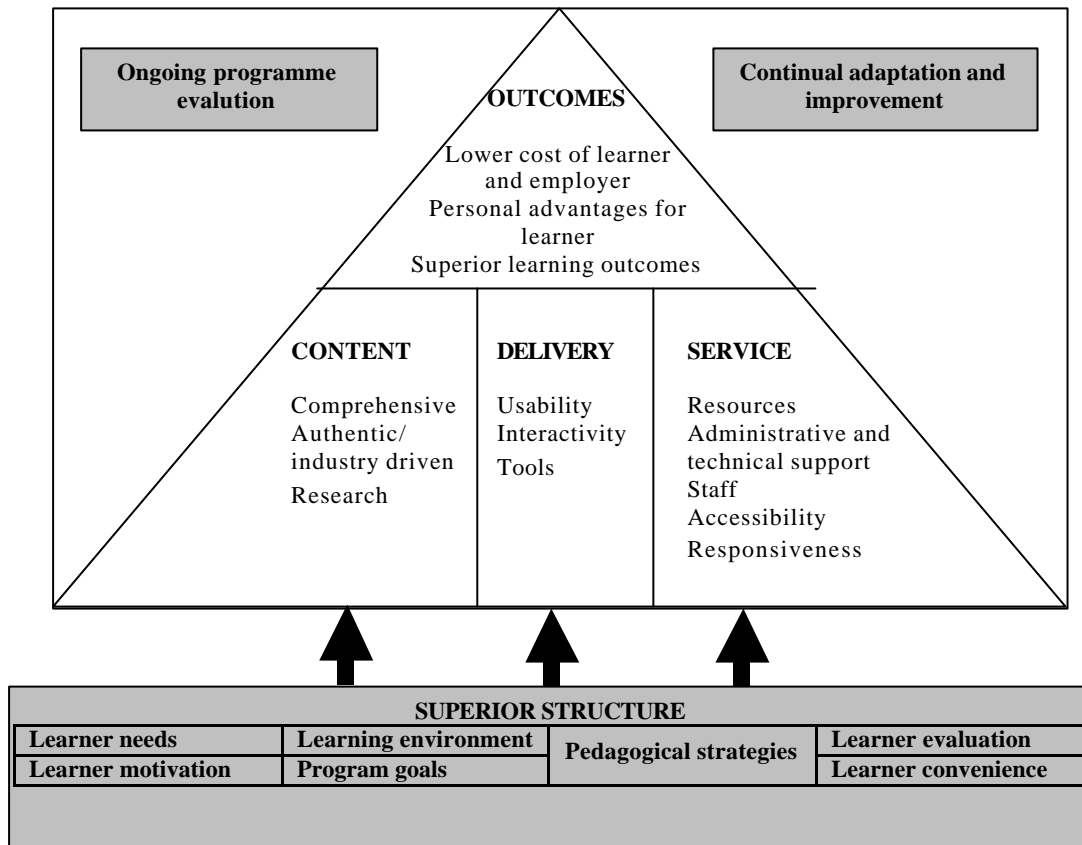 Ongoing programme
evalution
Continual adaptation and
improvement
OUTCOMES
Lower cost of learner
and employer
Personal advantages for
learner
Superior learning outcomes
CONTENT
Comprehensive
Authentic/
industry driven
Research
DELIVERY
Usability
Interactivity
Tools
SERVICE
Resources
Administrative and
technical support
Staff
Accessibility
Responsiveness
SUPERIOR STRUCTURE
Learner needs
Learner motivation
Learning environment
Program goals
Pedagogical strategies
Learner evaluation
Learner convenience